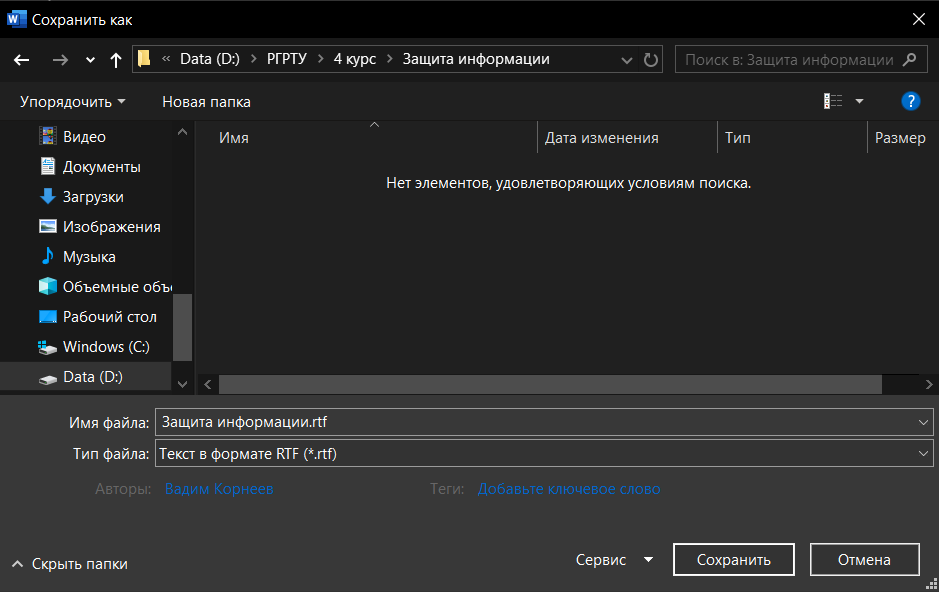 Сохранить как
« Data (D:) > РГРТУ > 4 курс > Защита информации
Поиск в: Защита информации
Упорядочить
Новая папка
Видео
Документы
Загрузки
Изображения
Музыка
Объемные объ
Рабочий стол
Windows (C:)
Data (D:)
Имя Дата изменения Тип Размер
Нет элементов, удовлетворяющих условиям поиска.
Имя файла: Защита информации.rtf
Тип файла: Текст в формате RTF (*.rtf)
Авторы: Вадим Корнеев Теги: Добавьте ключевое слово
Скрыть папки
Сервис
Сохранить
Отмена